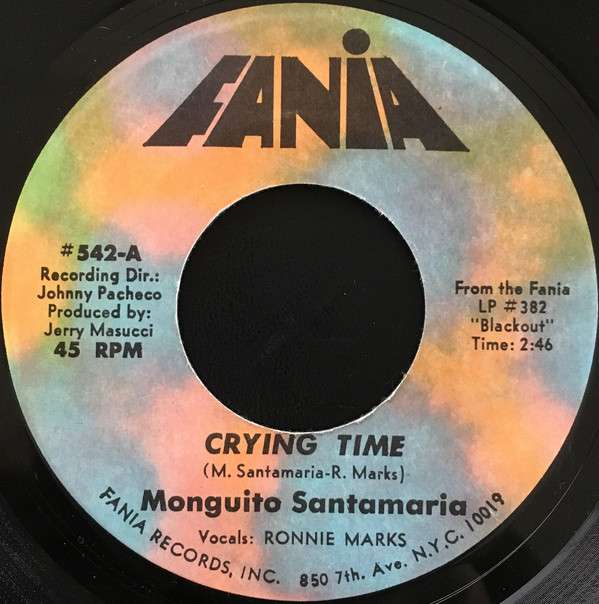 FANiA
#542-A
Recording Dir.:
Johnny Pacheco
Produced by:
Jerry Masucci
45 RPM
From the Fania
LP #382
"Blackout"
Time: 2:46
CRYING TIME
(M. Santamaria-R. Marks)
Monguito Santamaria
Vocals: RONNIE MARKS
FANIA RECORDS, INC. 850 7th. Ave. N.Y.C. 10019